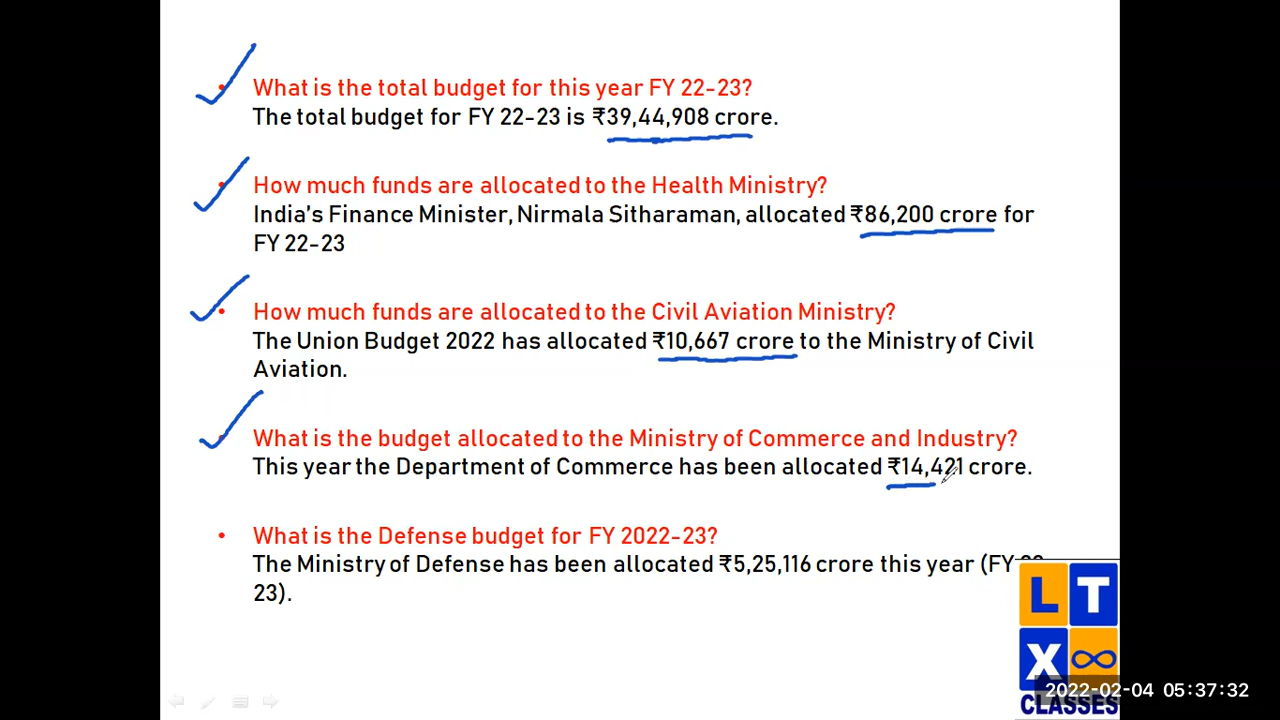 • What is the total budget for this year FY 22-23?
The total budget for FY 22-23 is ₹39,44,908 crore.
• How much funds are allocated to the Health Ministry?
India's Finance Minister, Nirmala Sitharaman, allocated ₹86,200 crore for
FY 22-23
• How much funds are allocated to the Civil Aviation Ministry?
The Union Budget 2022 has allocated ₹10,667 crore to the Ministry of Civil
Aviation.
• What is the budget allocated to the Ministry of Commerce and Industry?
This year the Department of Commerce has been allocated ₹14,421 crore.
• What is the Defense budget for FY 2022-23?
The Ministry of Defense has been allocated ₹5,25,116 crore this year (FY
23).
L T
X ∞
2022-02-04 05:37:32
CLASSES